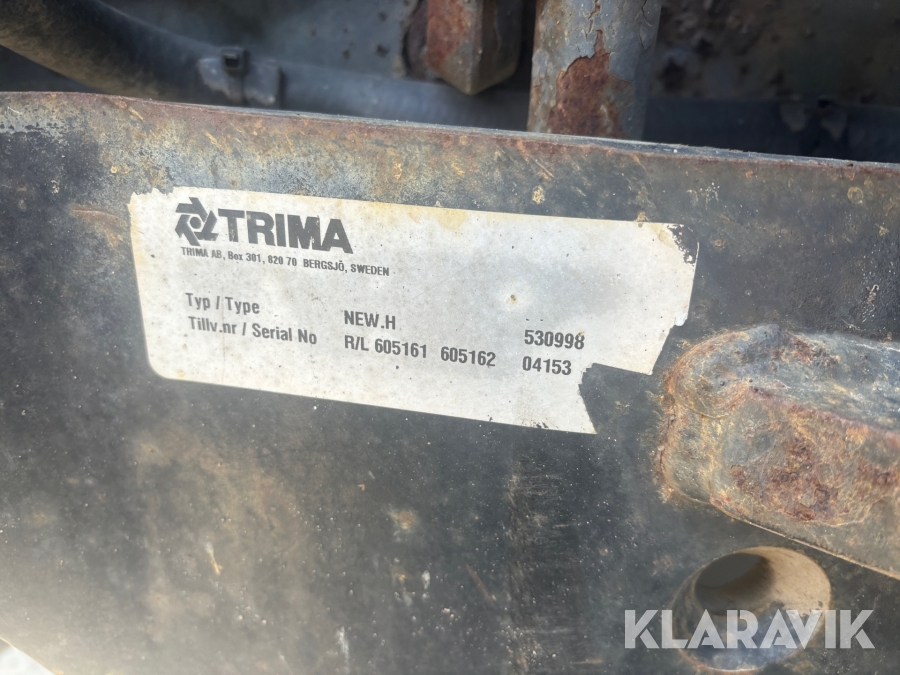 TRIMA
TRIMA AB, Box 301, 820 70 BERGSJÖ, SWEDEN
Typ / Type NEW.H 530998
Tillv.nr / Serial No R/L 605161 605162 04153
KLARAVIK